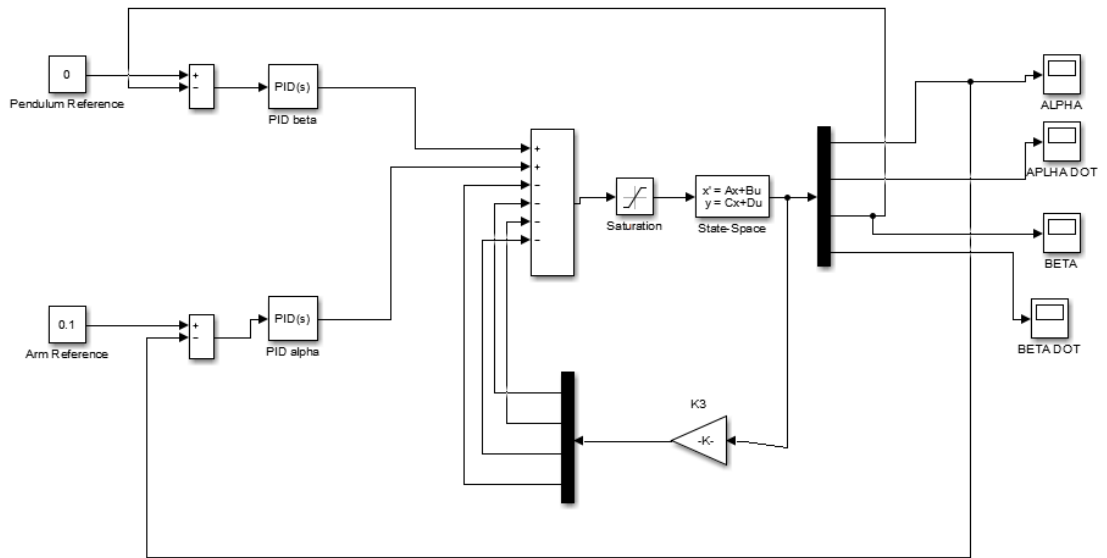 0
Pendulum Reference
+
−
PID(s)
PID beta
+
+
−
−
−
−
Saturation
x' = Ax+Bu
y = Cx+Du
State-Space
ALPHA
APLHA DOT
BETA
BETA DOT
0.1
Arm Reference
+
−
PID(s)
PID alpha
K3
-K-